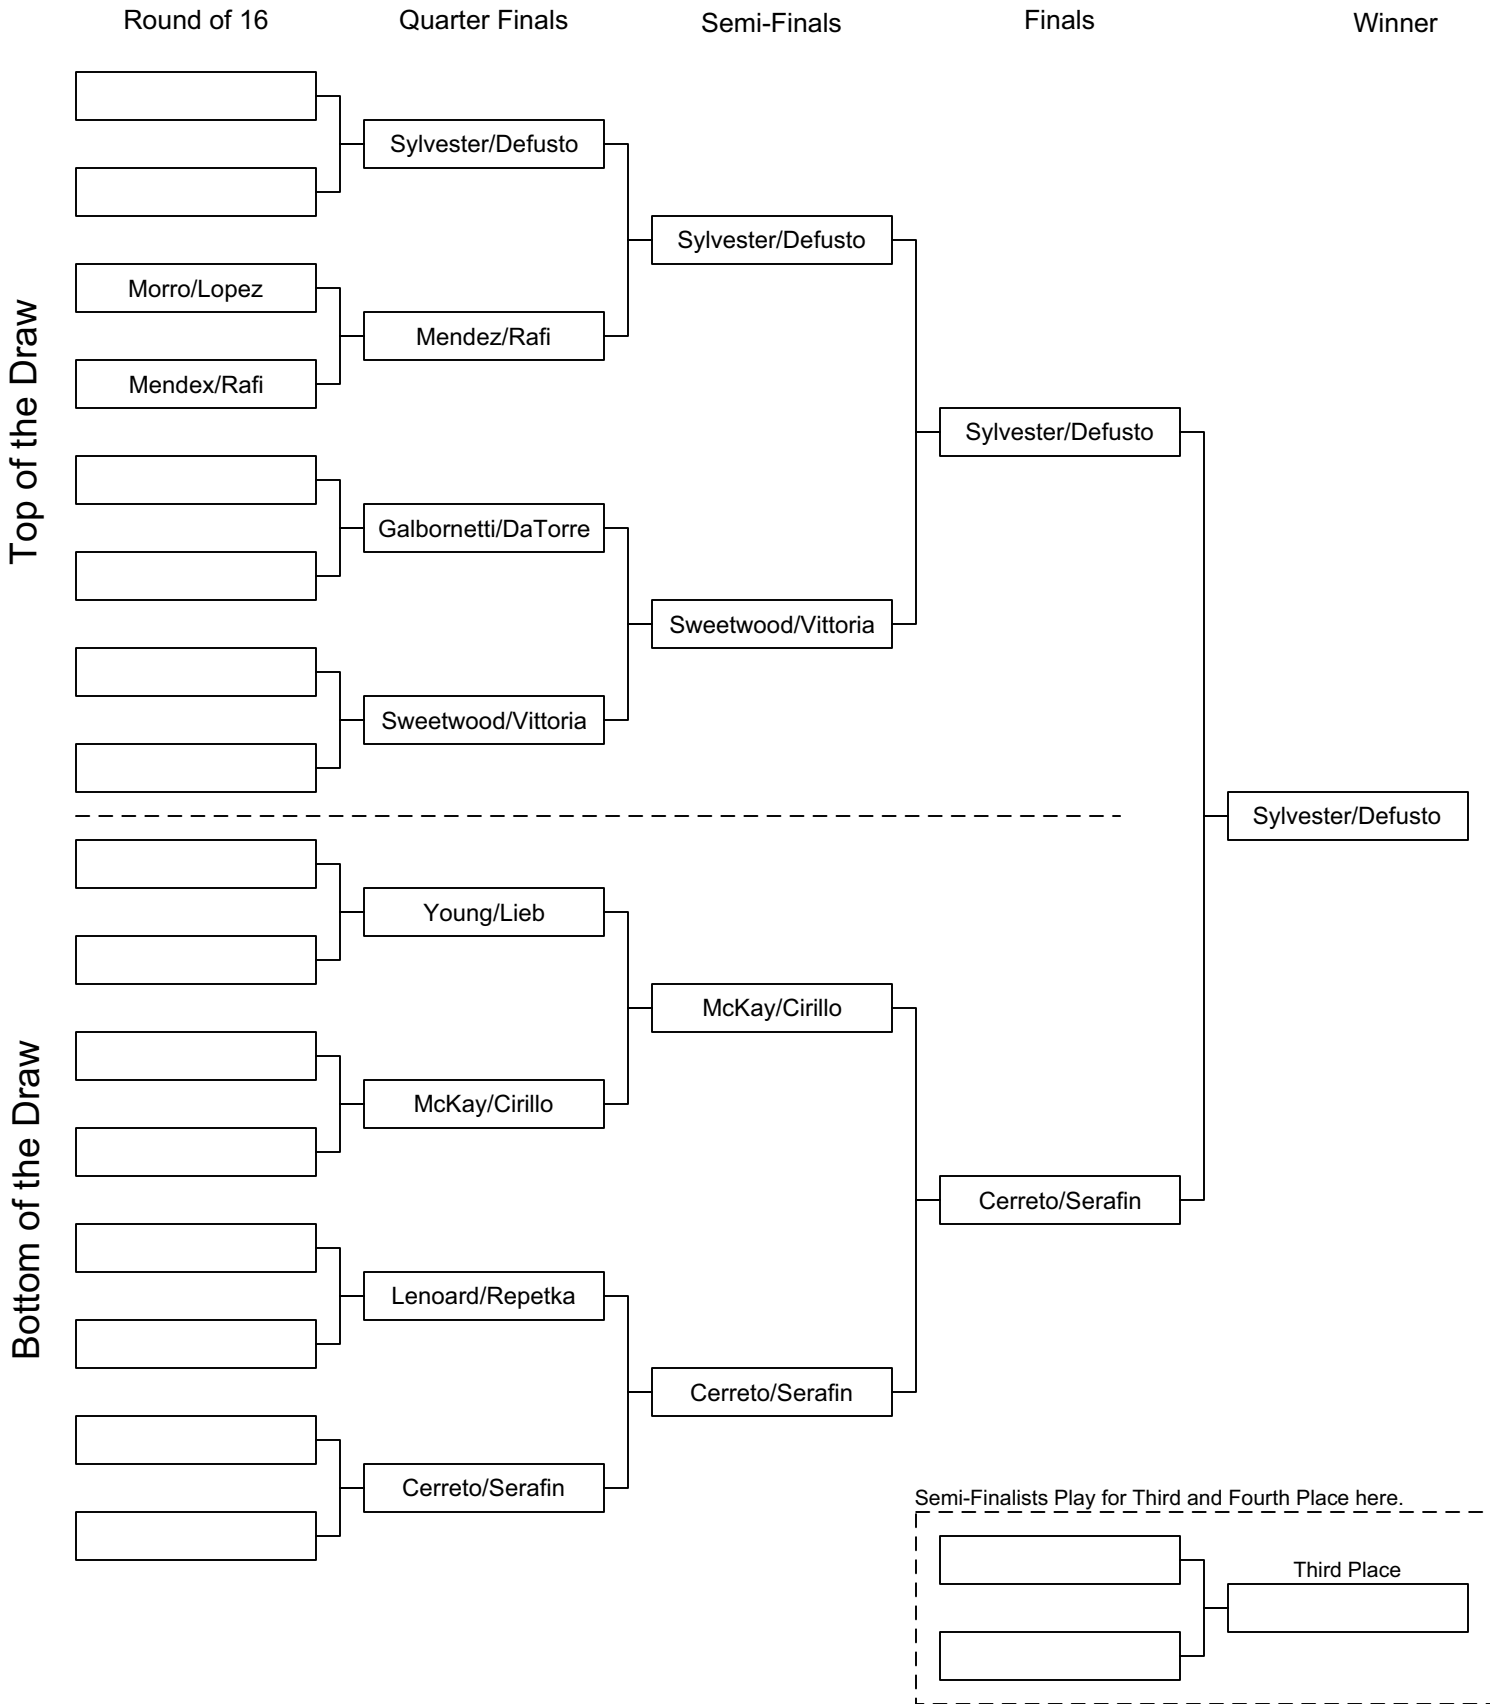 Round of 16
Quarter Finals
Semi-Finals
Finals
Winner
Top of the Draw
Sylvester/Defusto
Sylvester/Defusto
Morro/Lopez
Mendez/Rafi
Mendex/Rafi
Sylvester/Defusto
Galbornetti/DaTorre
Sweetwood/Vittoria
Sweetwood/Vittoria
Sylvester/Defusto
Bottom of the Draw
Young/Lieb
McKay/Cirillo
McKay/Cirillo
Cerreto/Serafin
Lenoard/Repetka
Cerreto/Serafin
Cerreto/Serafin
Semi-Finalists Play for Third and Fourth Place here.
Third Place